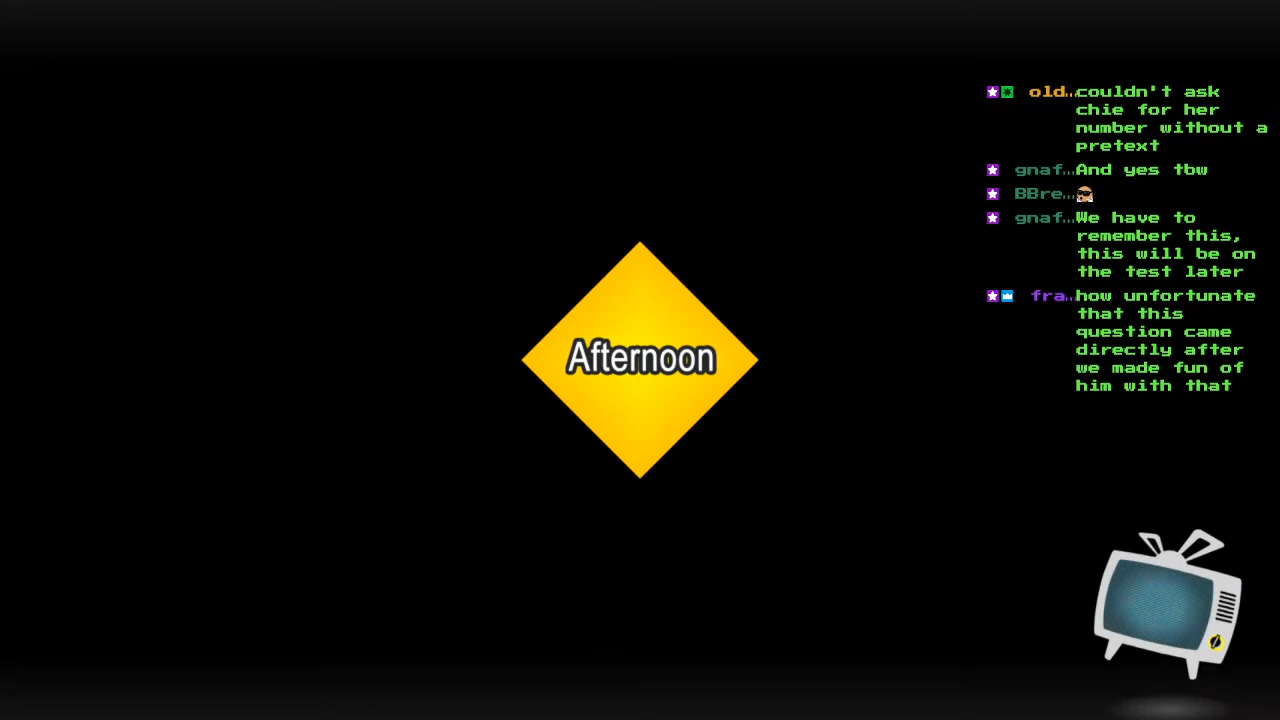 Afternoon
old..couldn't ask
chie for her
number without a
pretext
gnaf..And yes tbw
BBre..
gnaf..We have to
remember this,
this will be on
the test later
fra..how unfortunate
that this
question came
directly after
we made fun of
him with that